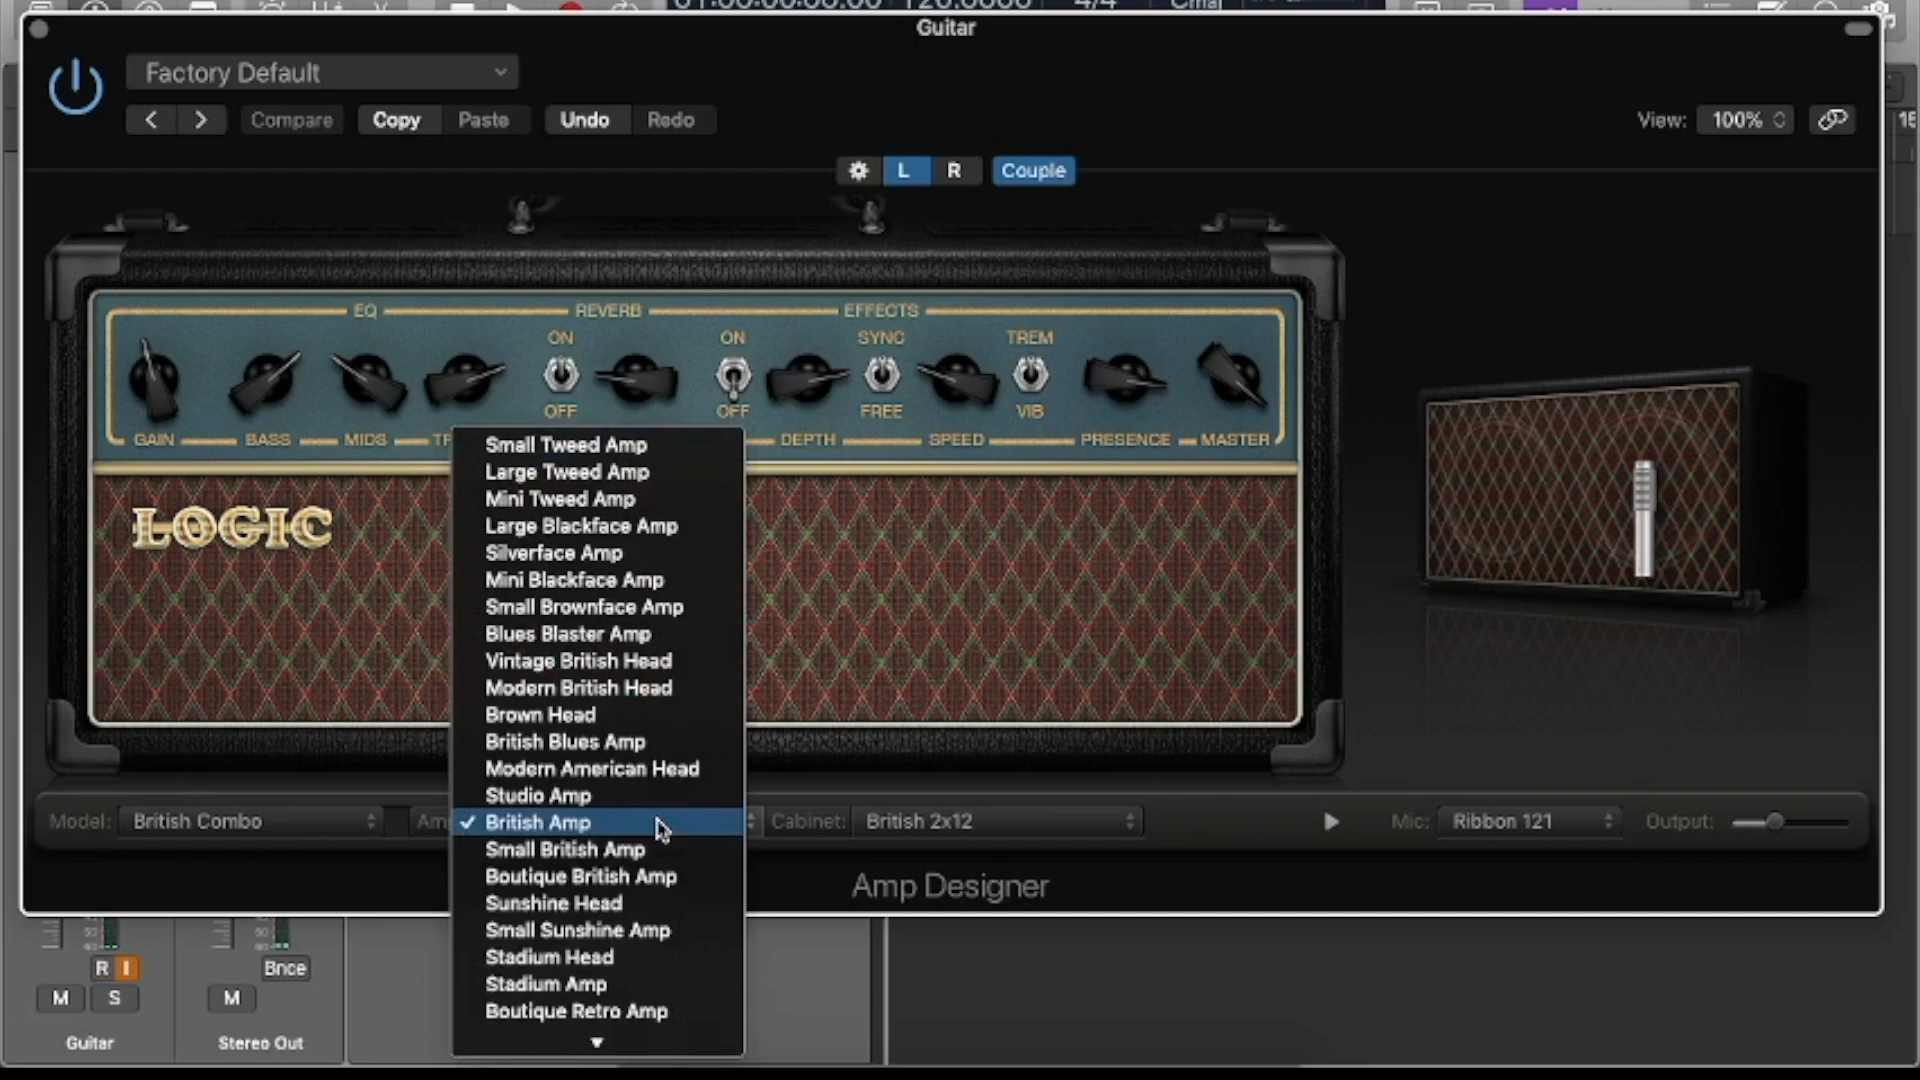 Guitar
Factory Default
Compare Copy Paste Undo Redo
View: 100%
L R Couple
EQ REVERB EFFECTS
ON ON SYNC TREM
OFF OFF FREE VIB
GAIN BASS MIDS DEPTH SPEED PRESENCE MASTER
LOGIC
Small Tweed Amp
Large Tweed Amp
Mini Tweed Amp
Large Blackface Amp
Silverface Amp
Mini Blackface Amp
Small Brownface Amp
Blues Blaster Amp
Vintage British Head
Modern British Head
Brown Head
British Blues Amp
Modern American Head
Studio Amp
British Amp
Small British Amp
Boutique British Amp
Sunshine Head
Small Sunshine Amp
Stadium Head
Stadium Amp
Boutique Retro Amp
Model: British Combo
Cabinet: British 2x12
Mic: Ribbon 121
Output:
Amp Designer
R I
Bnce
M S M
Guitar Stereo Out